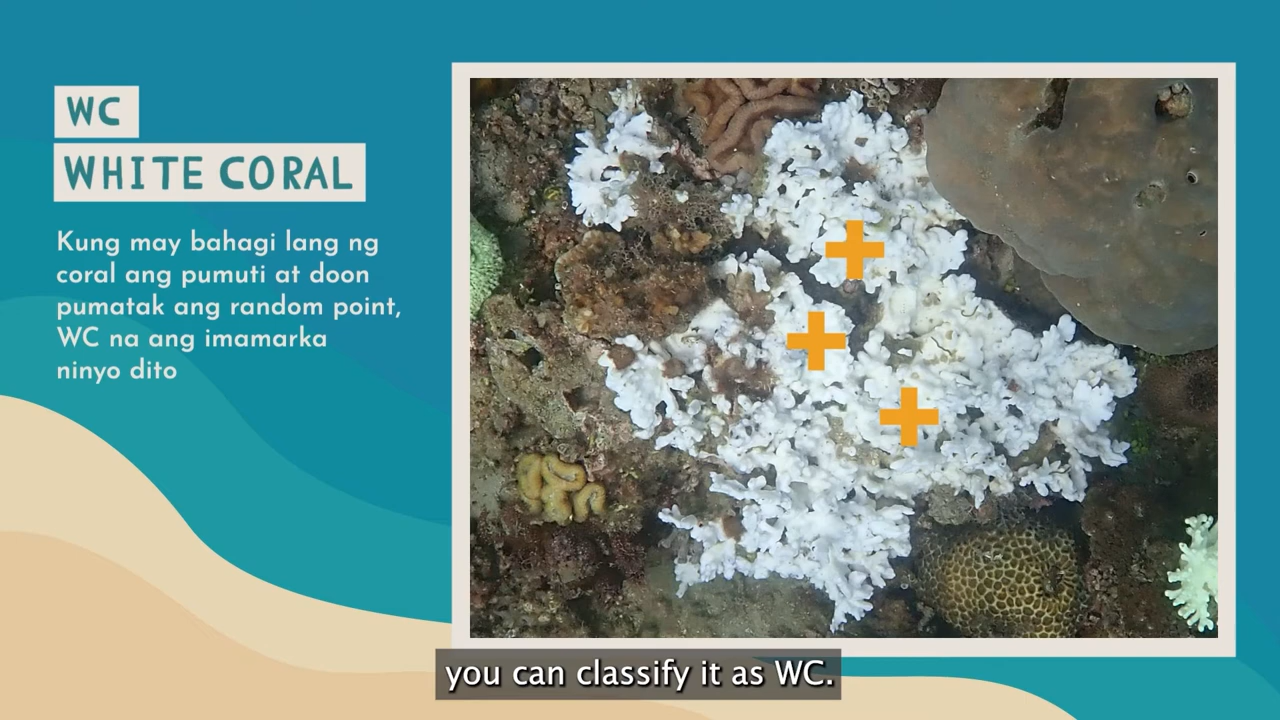 WC
WHITE CORAL
Kung may bahagi lang ng
coral ang pumuti at doon
pumatak ang random point,
WC na ang imamarka
ninyo dito
you can classify it as WC.